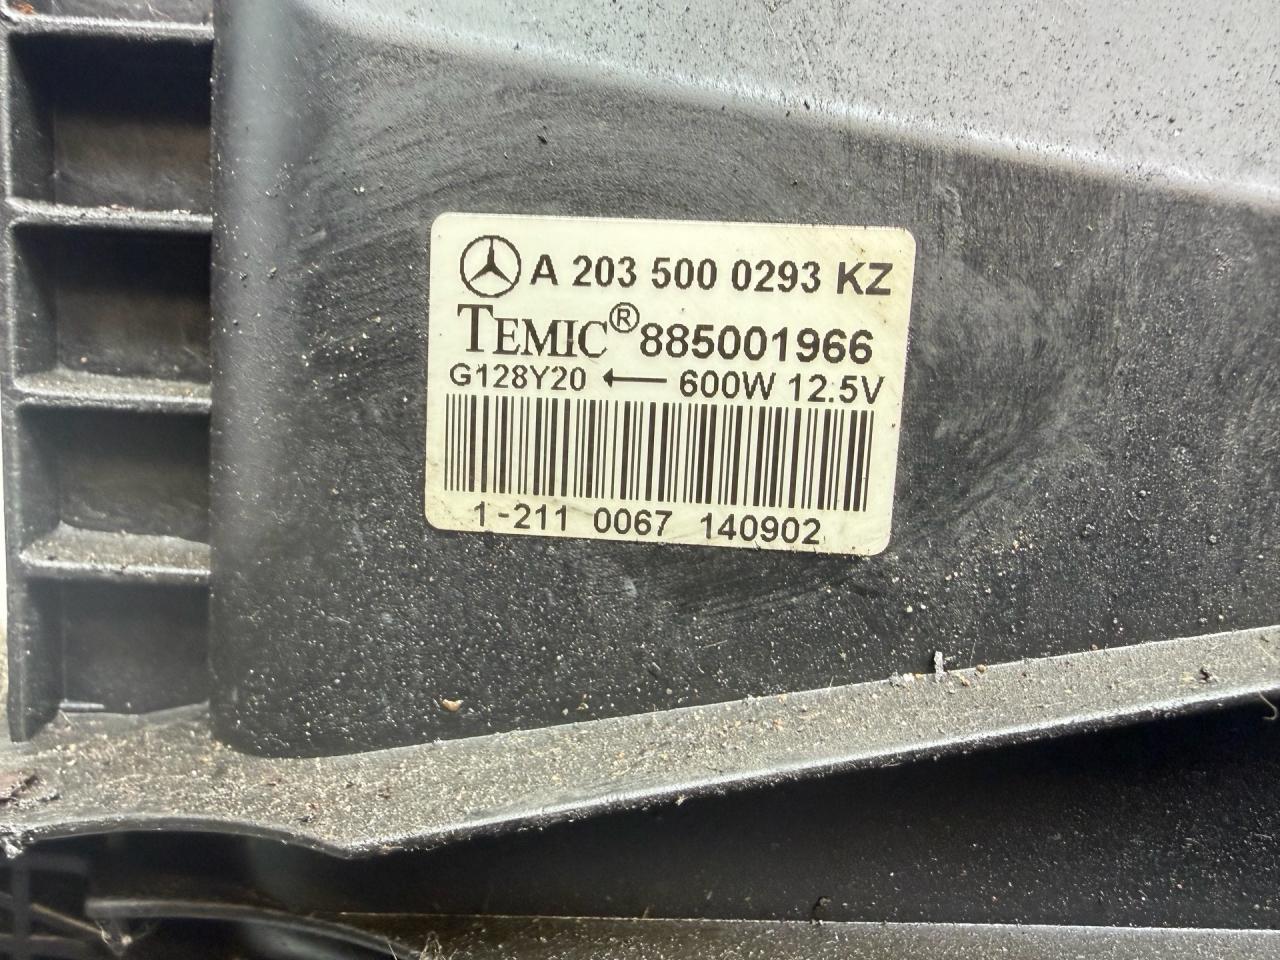 A 203 500 0293 KZ
TEMIC® 885001966
G128Y20 ← 600W 12.5V
1-211 0067 140902